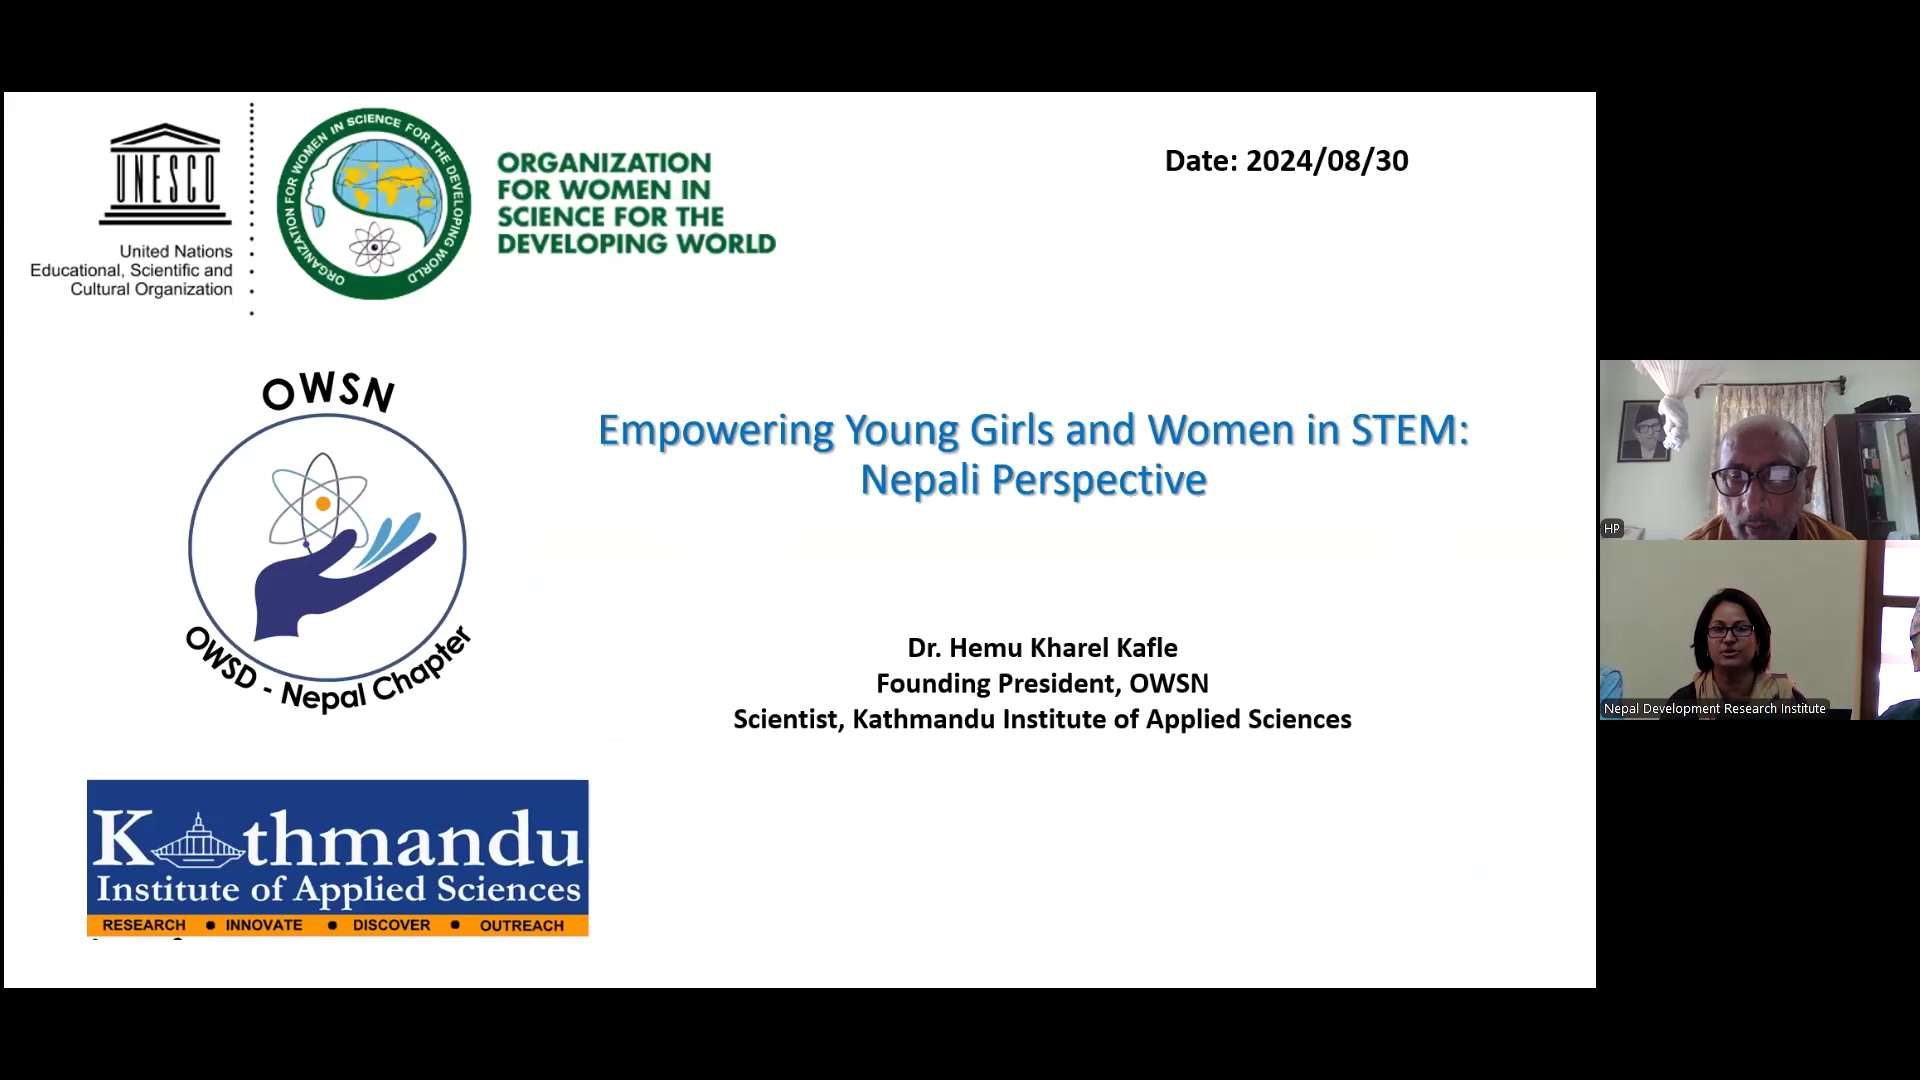 UNESCO
United Nations
Educational, Scientific and
Cultural Organization
ORGANIZATION FOR WOMEN IN SCIENCE FOR THE DEVELOPING WORLD
ORGANIZATION
FOR WOMEN IN
SCIENCE FOR THE
DEVELOPING WORLD
Date: 2024/08/30
OWSN
OWSD - Nepal Chapter
Empowering Young Girls and Women in STEM:
Nepali Perspective
Dr. Hemu Kharel Kafle
Founding President, OWSN
Scientist, Kathmandu Institute of Applied Sciences
Kathmandu
Institute of Applied Sciences
RESEARCH • INNOVATE • DISCOVER • OUTREACH
HP
Nepal Development Research Institute